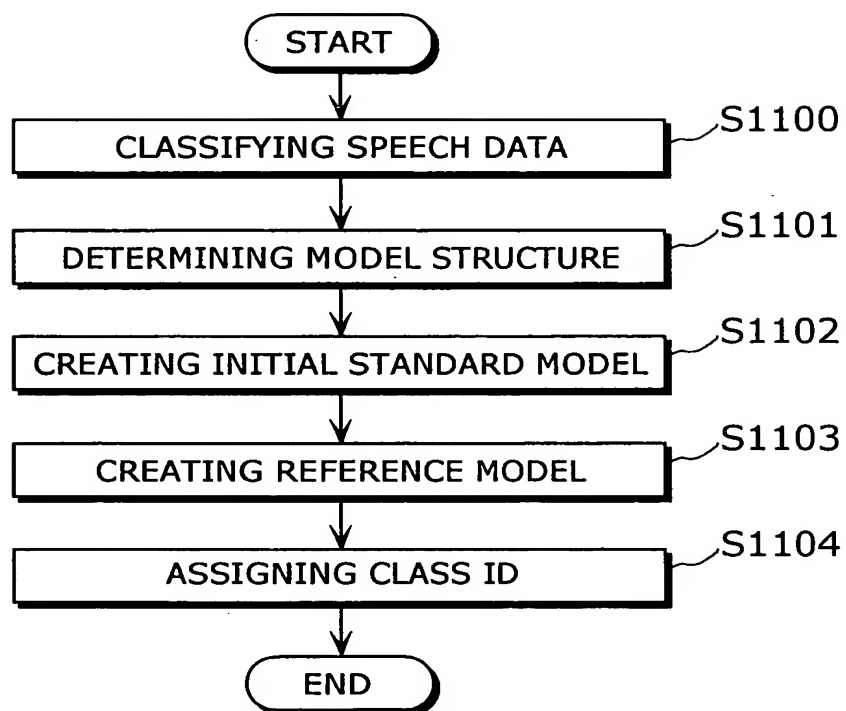 START
CLASSIFYING SPEECH DATA
S1100
DETERMINING MODEL STRUCTURE
S1101
CREATING INITIAL STANDARD MODEL
S1102
CREATING REFERENCE MODEL
S1103
ASSIGNING CLASS ID
S1104
END